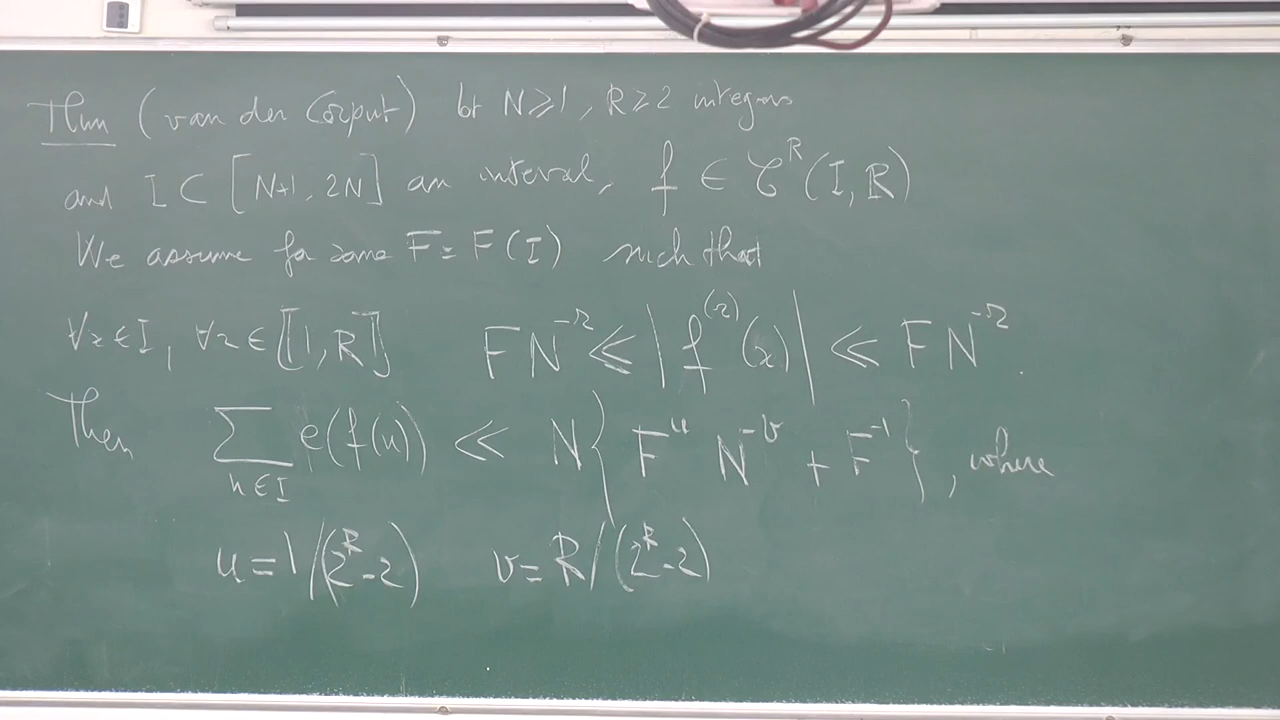 Thm (van der Corput) let N ⩾ 1, R ⩾ 2 integers
and I ⊂ [N+1, 2N] an interval, f ∈ 𝒞^R (I, ℝ)
We assume for some F = F(I) such that
∀x ∈ I, ∀r ∈ ⟦1, R⟧ FN^{-r} ≪ |f^{(r)}(x)| ≪ FN^{-r}.
Then ∑_{n ∈ I} e(f(n)) ≪ N{F^u N^{-v} + F^{-1}}, where
u = 1/(2^R - 2) v = R/(2^R - 2)